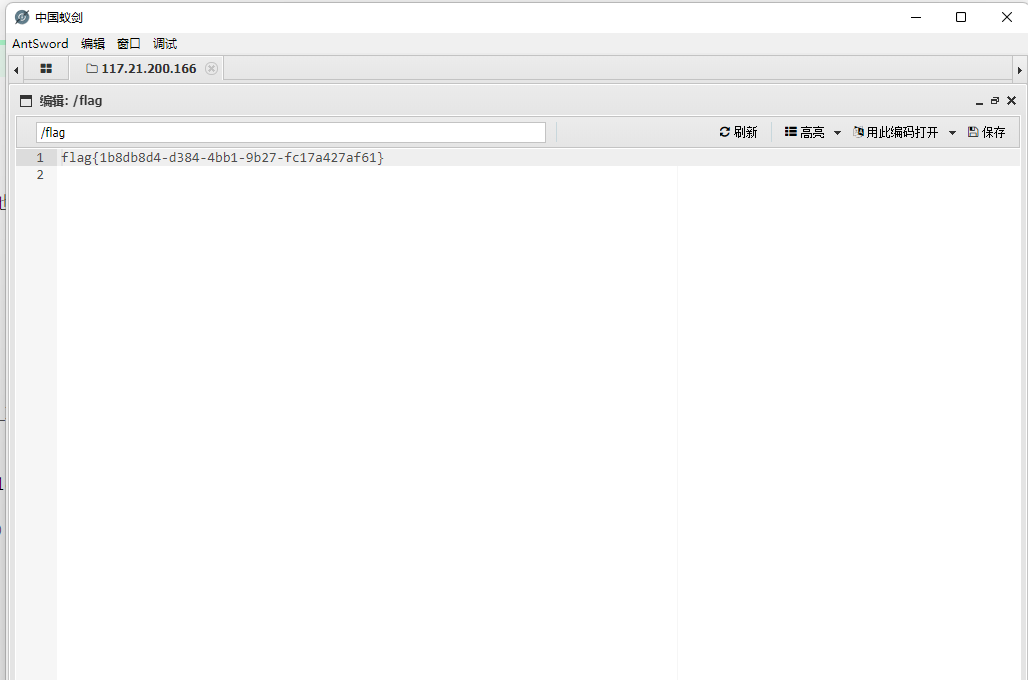 中国蚁剑
AntSword 编辑 窗口 调试
117.21.200.166
编辑: /flag
/flag 刷新 高亮 用此编码打开 保存
1 flag{1b8db8d4-d384-4bb1-9b27-fc17a427af61}
2